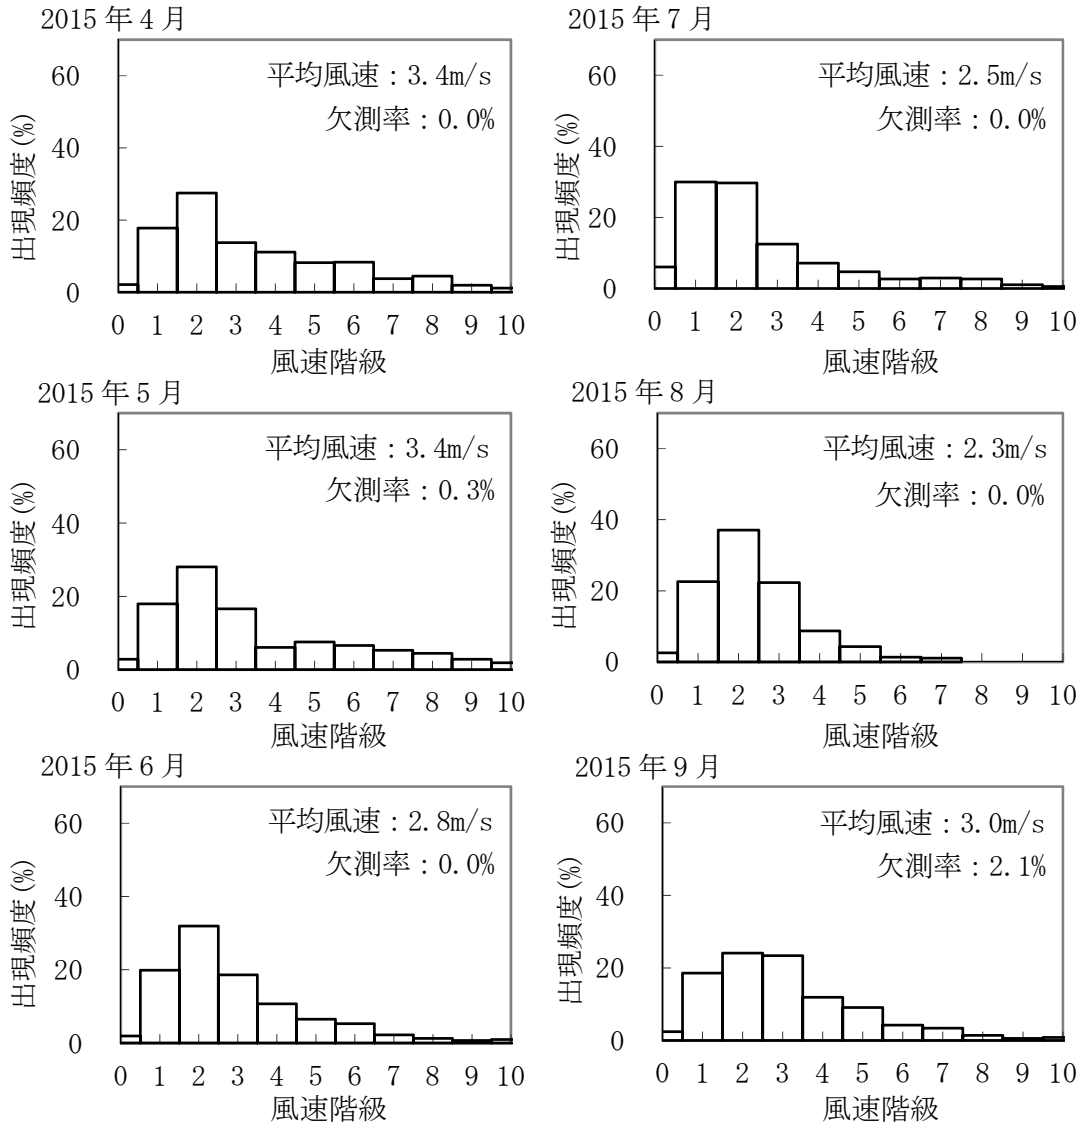 2015 年 4 月
平均風速：3.4m/s
欠測率：0.0%
出現頻度(%)
60
40
20
0
0 1 2 3 4 5 6 7 8 9 10
風速階級
2015 年 7 月
平均風速：2.5m/s
欠測率：0.0%
出現頻度(%)
60
40
20
0
0 1 2 3 4 5 6 7 8 9 10
風速階級
2015 年 5 月
平均風速：3.4m/s
欠測率：0.3%
出現頻度(%)
60
40
20
0
0 1 2 3 4 5 6 7 8 9 10
風速階級
2015 年 8 月
平均風速：2.3m/s
欠測率：0.0%
出現頻度(%)
60
40
20
0
0 1 2 3 4 5 6 7 8 9 10
風速階級
2015 年 6 月
平均風速：2.8m/s
欠測率：0.0%
出現頻度(%)
60
40
20
0
0 1 2 3 4 5 6 7 8 9 10
風速階級
2015 年 9 月
平均風速：3.0m/s
欠測率：2.1%
出現頻度(%)
60
40
20
0
0 1 2 3 4 5 6 7 8 9 10
風速階級